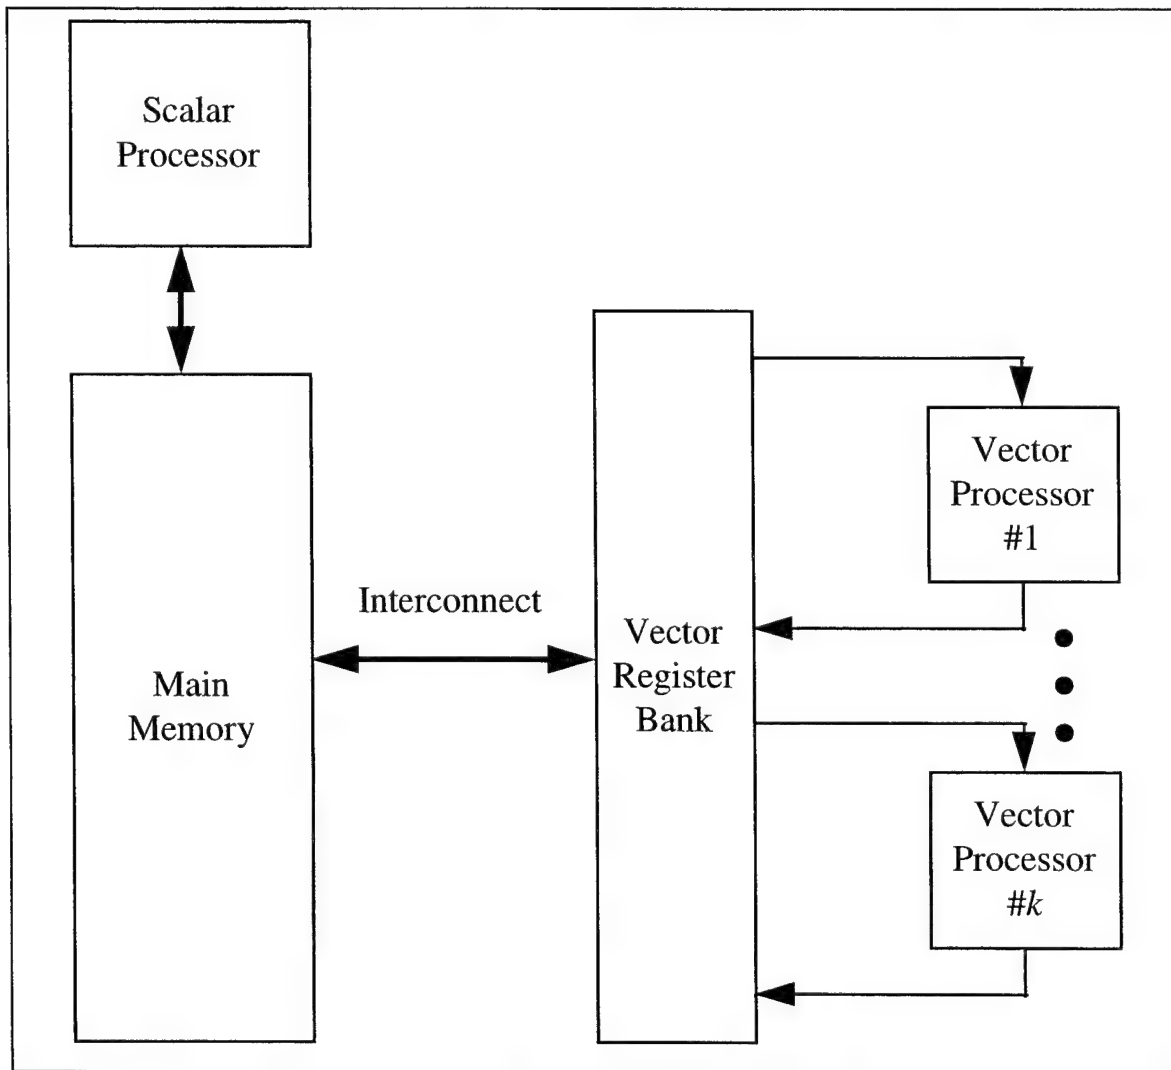 Scalar
Processor
Main
Memory
Interconnect
Vector
Register
Bank
Vector
Processor
#1
Vector
Processor
#k